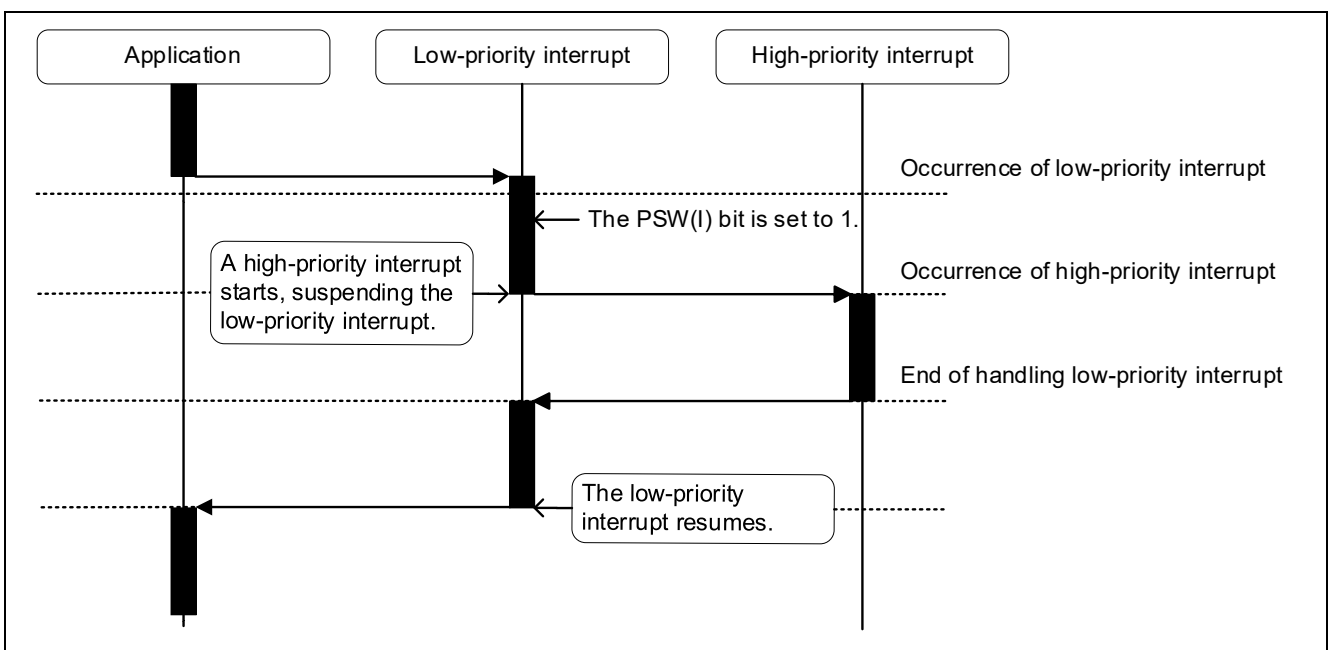 Application
Low-priority interrupt
High-priority interrupt
Occurrence of low-priority interrupt
The PSW(I) bit is set to 1.
A high-priority interrupt
starts, suspending the
low-priority interrupt.
Occurrence of high-priority interrupt
End of handling low-priority interrupt
The low-priority
interrupt resumes.